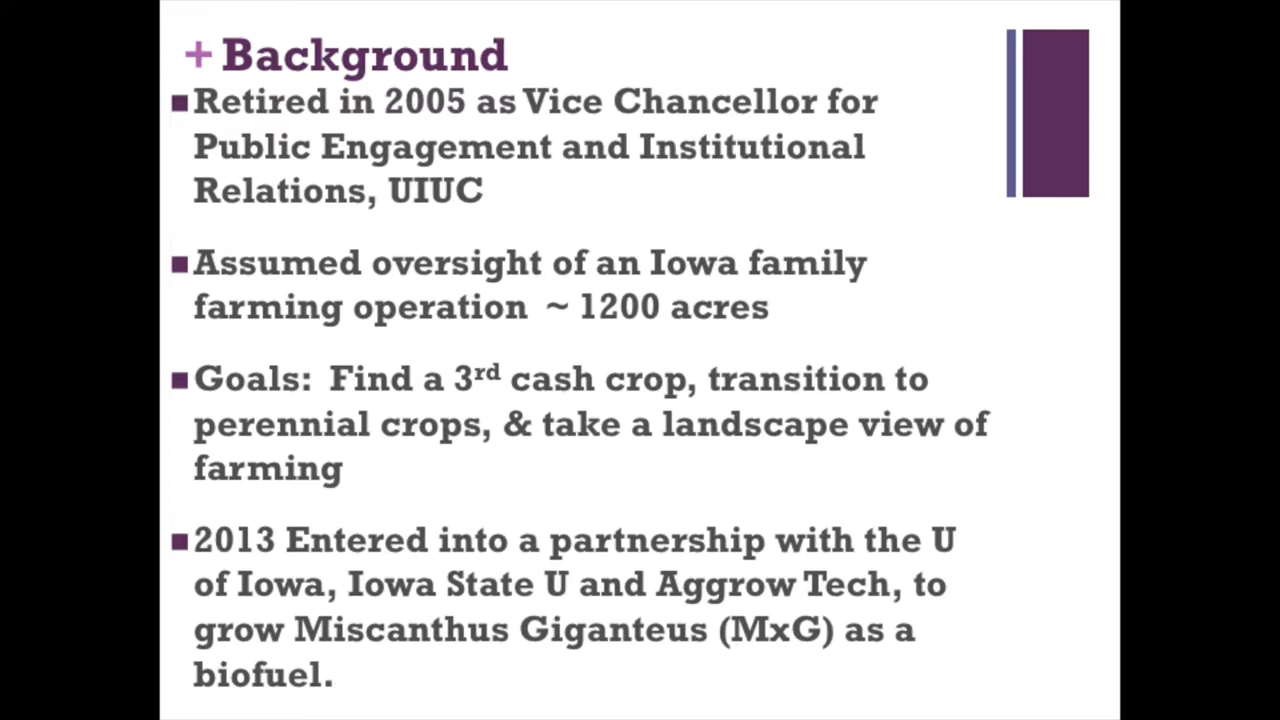 + Background
■ Retired in 2005 as Vice Chancellor for
Public Engagement and Institutional
Relations, UIUC
■ Assumed oversight of an Iowa family
farming operation ~ 1200 acres
■ Goals: Find a 3rd cash crop, transition to
perennial crops, & take a landscape view of
farming
■ 2013 Entered into a partnership with the U
of Iowa, Iowa State U and Aggrow Tech, to
grow Miscanthus Giganteus (MxG) as a
biofuel.